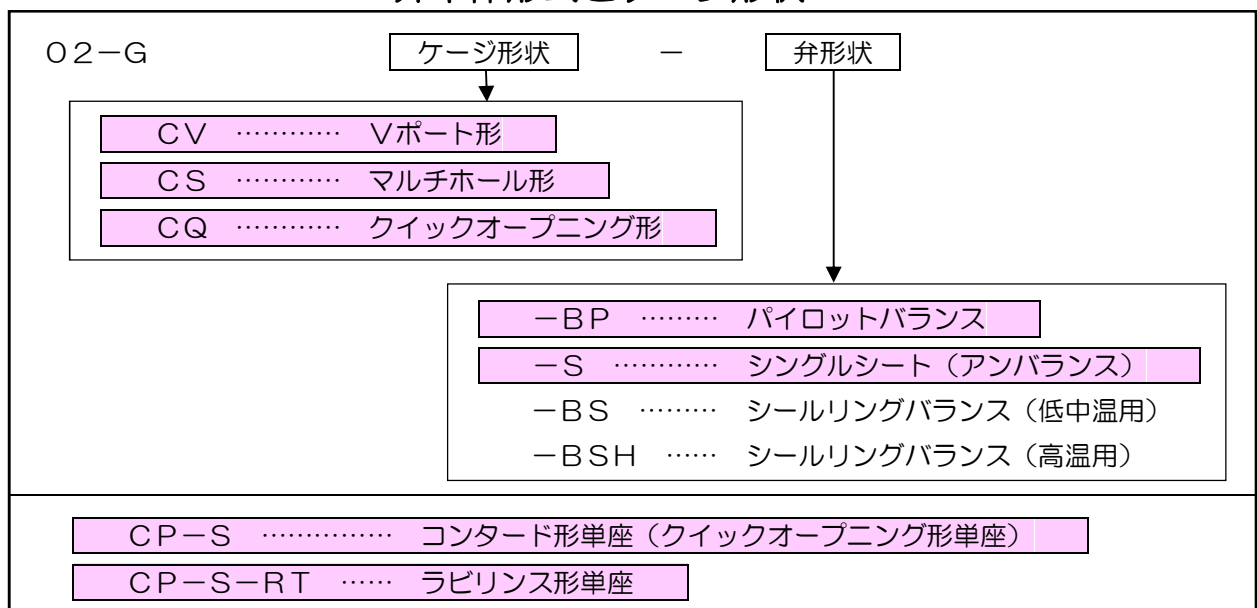 02-G ケージ形状 － 弁形状
CV ………… Vポート形
CS ………… マルチホール形
CQ ………… クイックオープニング形
－BP ……… パイロットバランス
－S ………… シングルシート（アンバランス）
－BS ……… シールリングバランス（低中温用）
－BSH …… シールリングバランス（高温用）
CP－S …………… コンタード形単座（クイックオープニング形単座）
CP－S－RT …… ラビリンス形単座